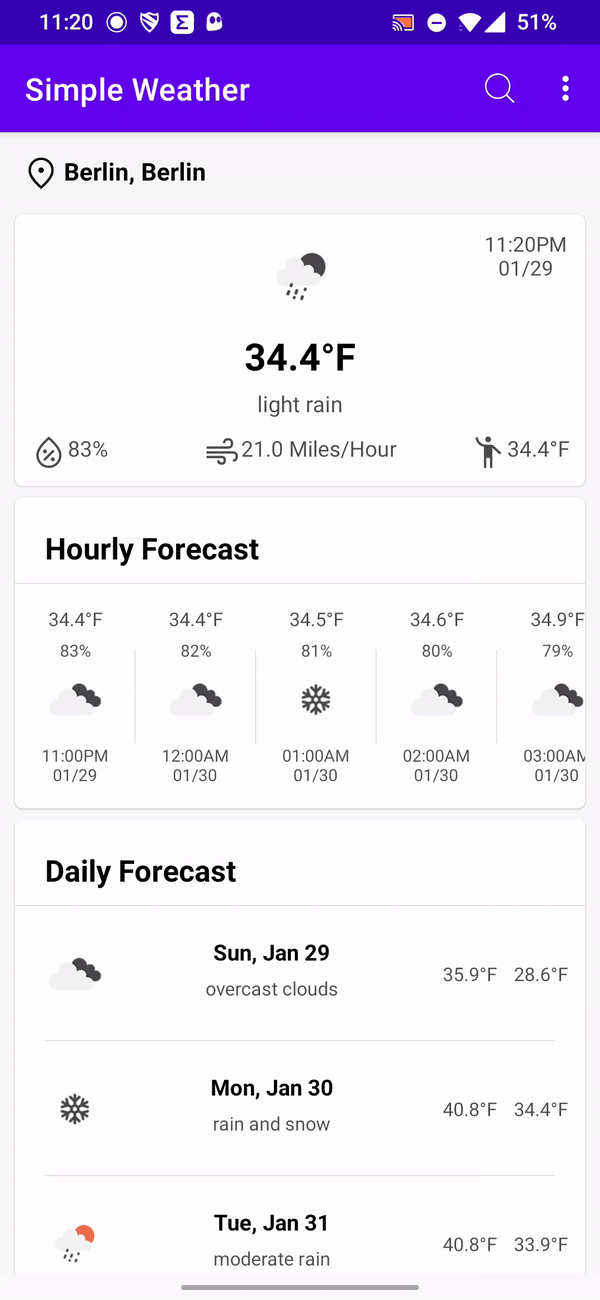 11:20 51%
Simple Weather
Berlin, Berlin
11:20PM
01/29
34.4°F
light rain
83% 21.0 Miles/Hour 34.4°F
Hourly Forecast
34.4°F 34.4°F 34.5°F 34.6°F 34.9°F
83% 82% 81% 80% 79%
11:00PM 12:00AM 01:00AM 02:00AM 03:00AM
01/29 01/30 01/30 01/30 01/30
Daily Forecast
Sun, Jan 29
overcast clouds
35.9°F 28.6°F
Mon, Jan 30
rain and snow
40.8°F 34.4°F
Tue, Jan 31
moderate rain
40.8°F 33.9°F